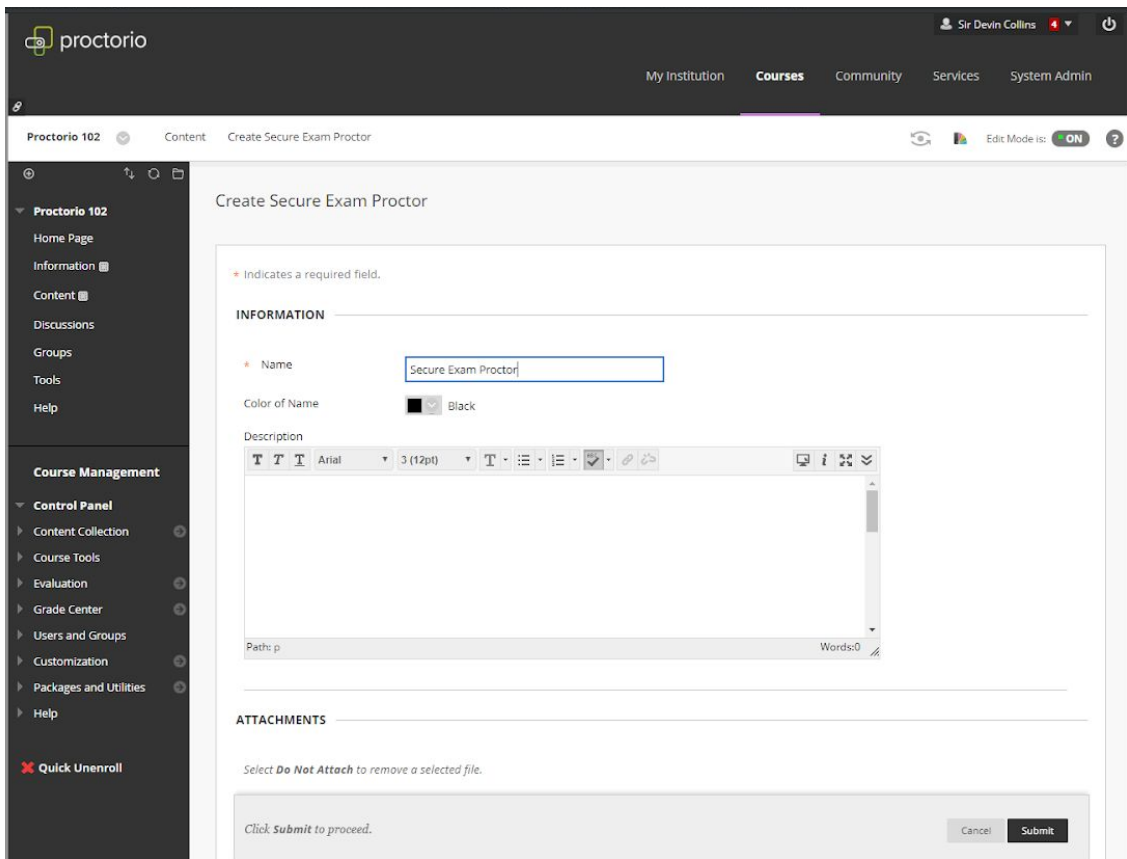 proctorio
Sir Devin Collins 4
My Institution Courses Community Services System Admin
Proctorio 102 Content Create Secure Exam Proctor Edit Mode is: ON ?
Proctorio 102
Home Page
Information
Content
Discussions
Groups
Tools
Help
Course Management
Control Panel
Content Collection
Course Tools
Evaluation
Grade Center
Users and Groups
Customization
Packages and Utilities
Help
Quick Unenroll
Create Secure Exam Proctor
* Indicates a required field.
INFORMATION
* Name Secure Exam Proctor
Color of Name Black
Description
T T T Arial 3 (12pt) T ABC i
Path: p Words:0
ATTACHMENTS
Select Do Not Attach to remove a selected file.
Click Submit to proceed. Cancel Submit